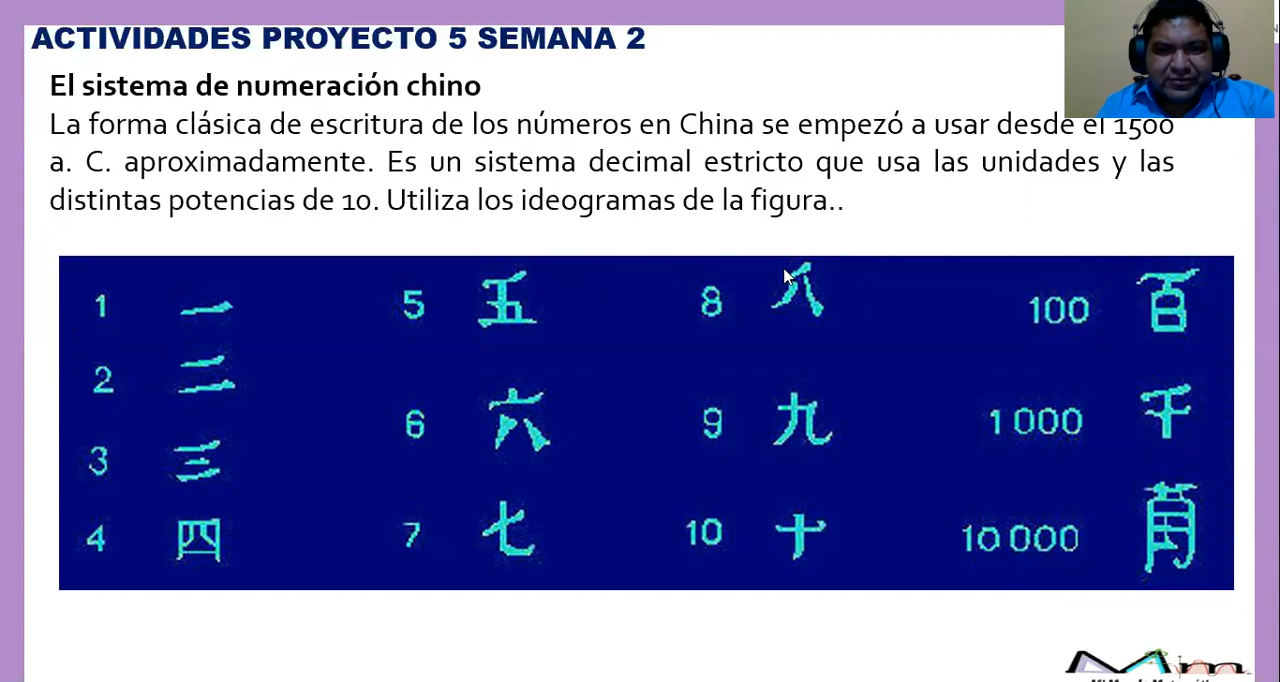 ACTIVIDADES PROYECTO 5 SEMANA 2
El sistema de numeración chino
La forma clásica de escritura de los números en China se empezó a usar desde el 1500
a. C. aproximadamente. Es un sistema decimal estricto que usa las unidades y las
distintas potencias de 10. Utiliza los ideogramas de la figura..
1 一 5 五 8 八 100 百
2 二
6 六 9 九 1 000 千
3 三
4 四 7 七 10 十 10 000 萬